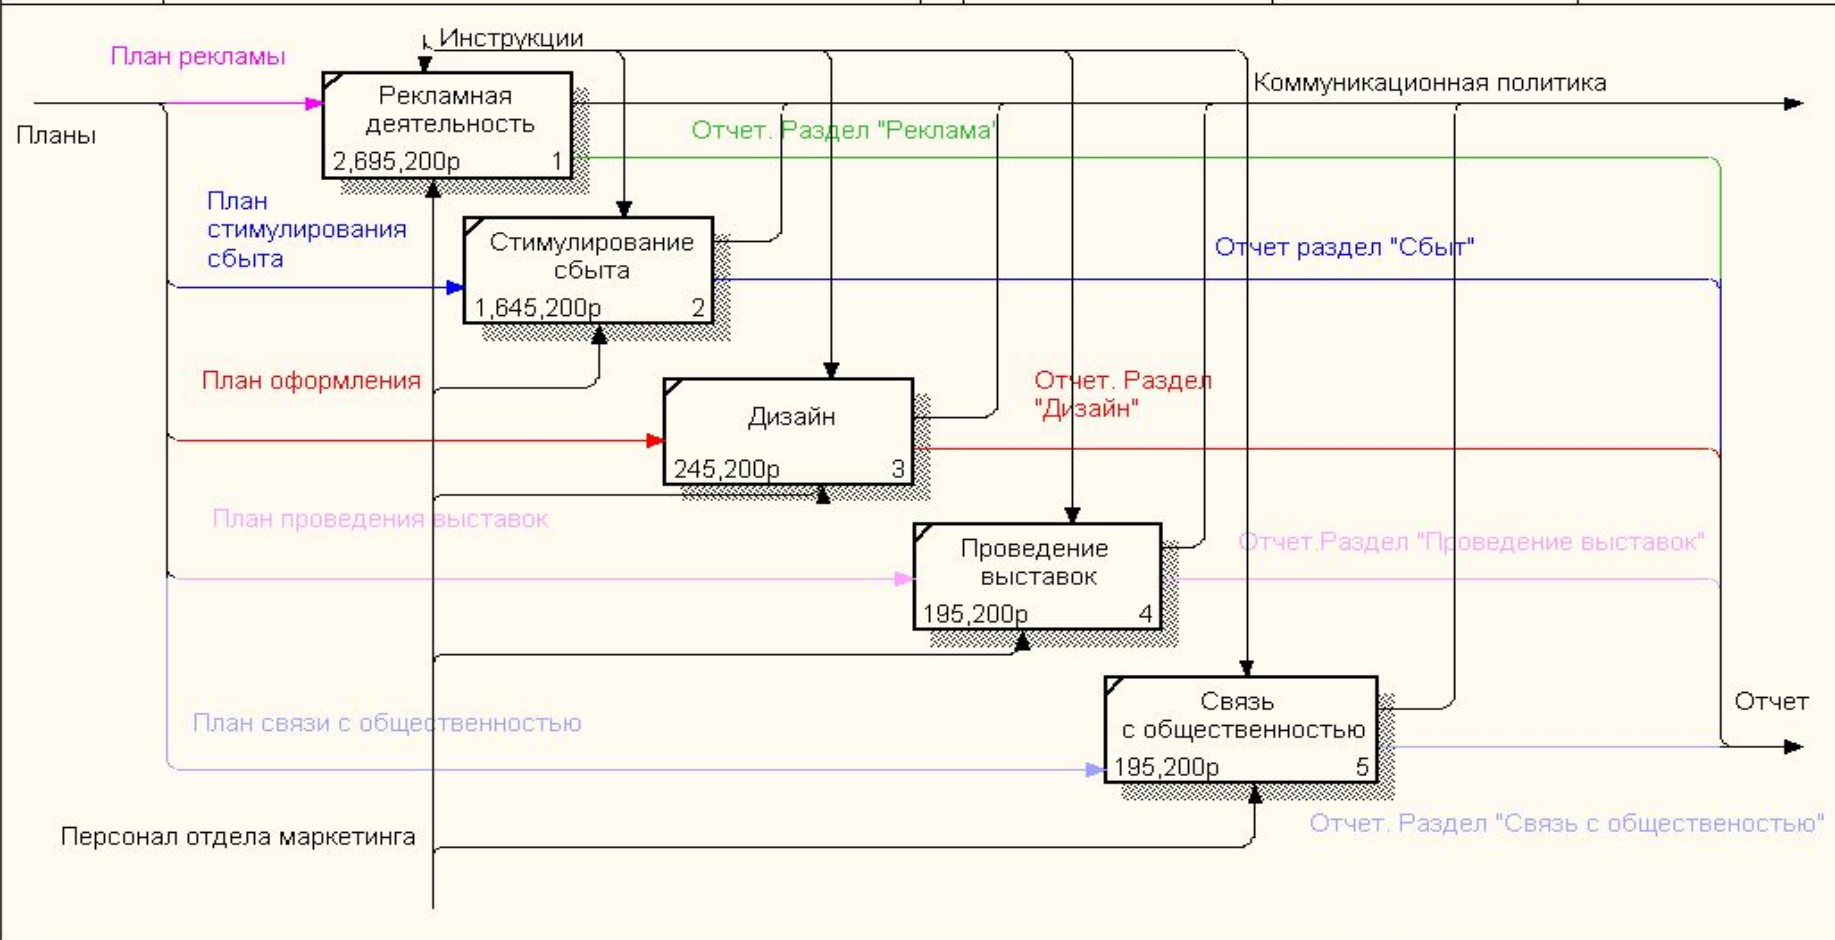 Инструкции
План рекламы
Коммуникационная политика
Рекламная
деятельность
2,695,200р 1
Планы
Отчет. Раздел "Реклама"
План
стимулирования
сбыта
Стимулирование
сбыта
1,645,200р 2
Отчет раздел "Сбыт"
План оформления
Дизайн
245,200р 3
Отчет. Раздел
"Дизайн"
План проведения выставок
Проведение
выставок
195,200р 4
Отчет.Раздел "Проведение выставок"
План связи с общественностью
Связь
с общественностью
195,200р 5
Отчет
Отчет. Раздел "Связь с общественостью"
Персонал отдела маркетинга